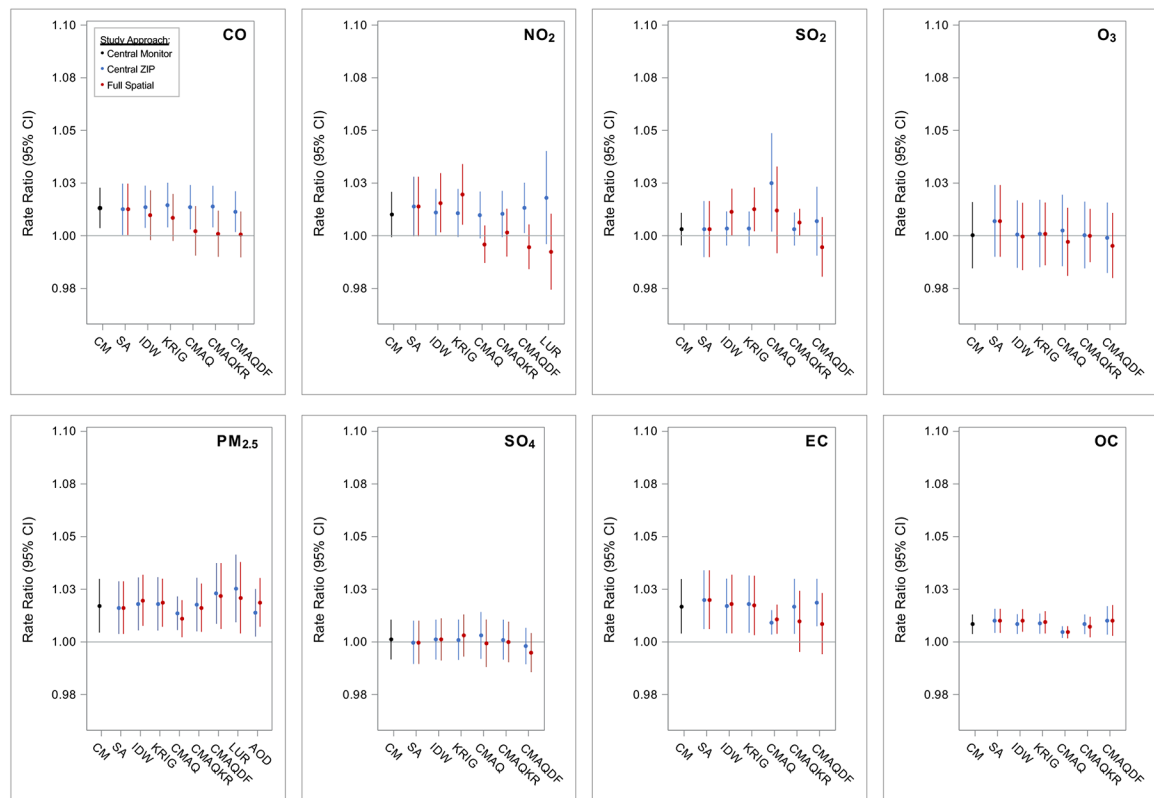 CO
Study Approach:
Central Monitor
Central ZIP
Full Spatial
Rate Ratio (95% CI)
1.10
1.08
1.05
1.03
1.00
0.98
CM
SA
IDW
KRIG
CMAQ
CMAQKR
CMAQDF
NO2
Rate Ratio (95% CI)
1.10
1.08
1.05
1.03
1.00
0.98
CM
SA
IDW
KRIG
CMAQ
CMAQKR
CMAQDF
LUR
SO2
Rate Ratio (95% CI)
1.10
1.08
1.05
1.03
1.00
0.98
CM
SA
IDW
KRIG
CMAQ
CMAQKR
CMAQDF
O3
Rate Ratio (95% CI)
1.10
1.08
1.05
1.03
1.00
0.98
CM
SA
IDW
KRIG
CMAQ
CMAQKR
CMAQDF
PM2.5
Rate Ratio (95% CI)
1.10
1.08
1.05
1.03
1.00
0.98
CM
SA
IDW
KRIG
CMAQ
CMAQKR
CMAQDF
LUR
AOD
SO4
Rate Ratio (95% CI)
1.10
1.08
1.05
1.03
1.00
0.98
CM
SA
IDW
KRIG
CMAQ
CMAQKR
CMAQDF
EC
Rate Ratio (95% CI)
1.10
1.08
1.05
1.03
1.00
0.98
CM
SA
IDW
KRIG
CMAQ
CMAQKR
CMAQDF
OC
Rate Ratio (95% CI)
1.10
1.08
1.05
1.03
1.00
0.98
CM
SA
IDW
KRIG
CMAQ
CMAQKR
CMAQDF